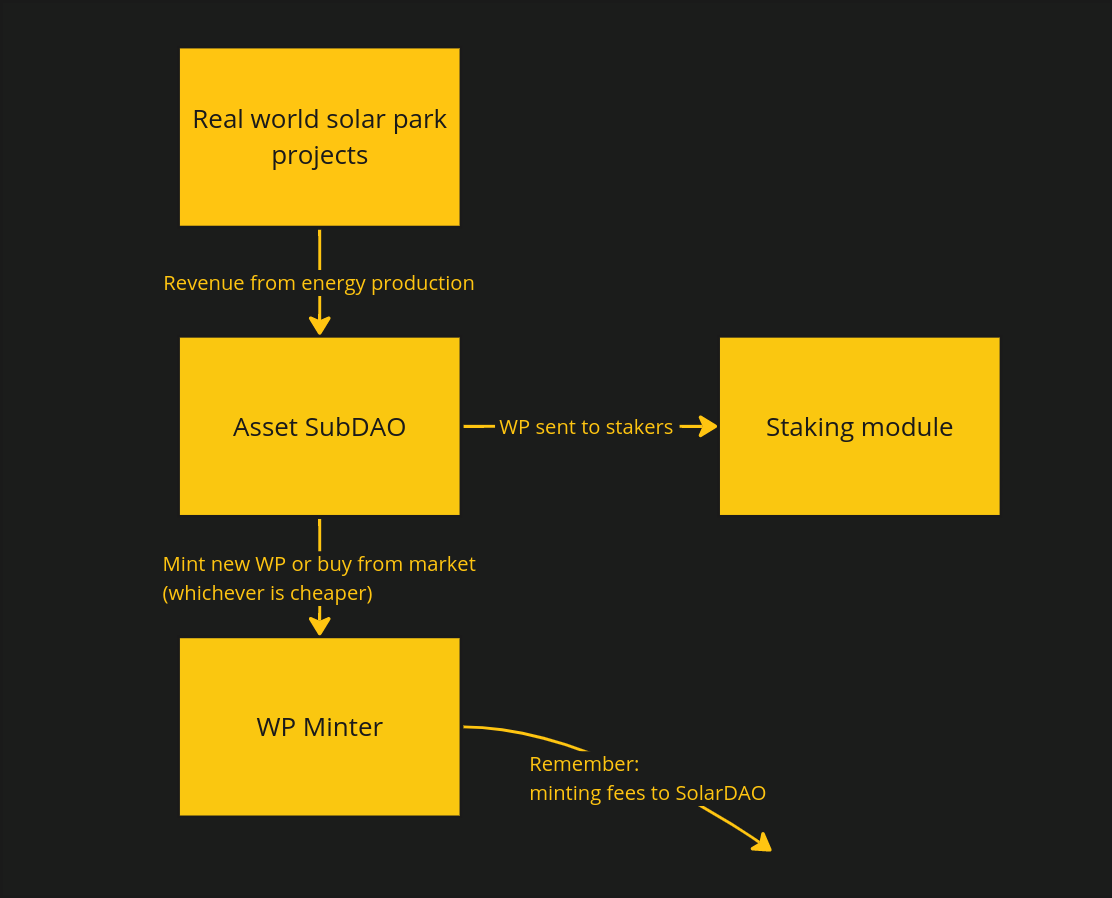 Real world solar park
projects
Revenue from energy production
Asset SubDAO
WP sent to stakers
Staking module
Mint new WP or buy from market
(whichever is cheaper)
WP Minter
Remember:
minting fees to SolarDAO